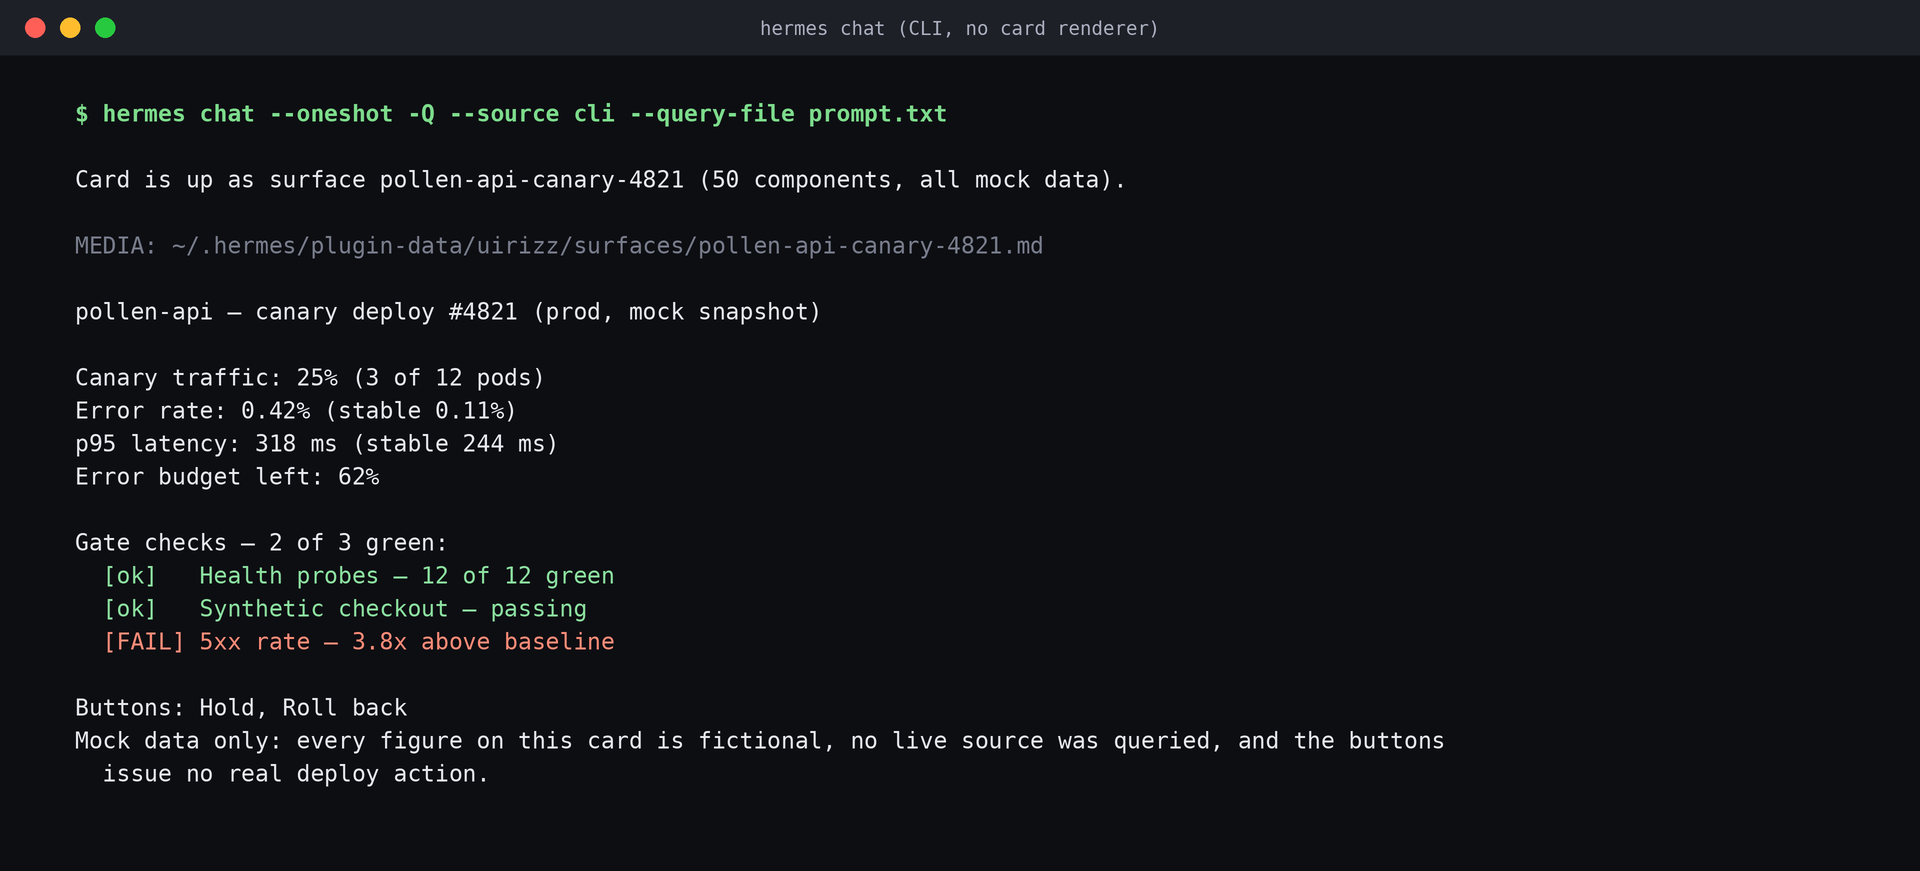 hermes chat (CLI, no card renderer)
$ hermes chat --oneshot -Q --source cli --query-file prompt.txt
Card is up as surface pollen-api-canary-4821 (50 components, all mock data).
MEDIA: ~/.hermes/plugin-data/uirizz/surfaces/pollen-api-canary-4821.md
pollen-api — canary deploy #4821 (prod, mock snapshot)
Canary traffic: 25% (3 of 12 pods)
Error rate: 0.42% (stable 0.11%)
p95 latency: 318 ms (stable 244 ms)
Error budget left: 62%
Gate checks — 2 of 3 green:
[ok]   Health probes — 12 of 12 green
[ok]   Synthetic checkout — passing
[FAIL] 5xx rate — 3.8x above baseline
Buttons: Hold, Roll back
Mock data only: every figure on this card is fictional, no live source was queried, and the buttons
issue no real deploy action.